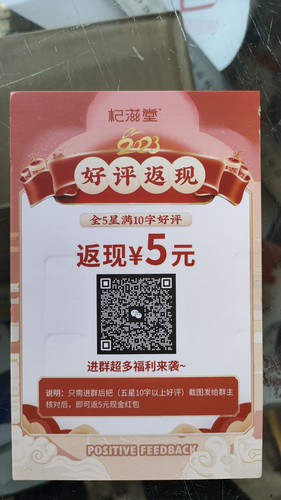 杞滋堂
2023
好评返现
全5星满10字好评
返现¥5元
进群超多福利来袭~
说明：只需进群后把（五星10字以上好评）截图发给群主
核对后，即可返5元现金红包
POSITIVE FEEDBACK